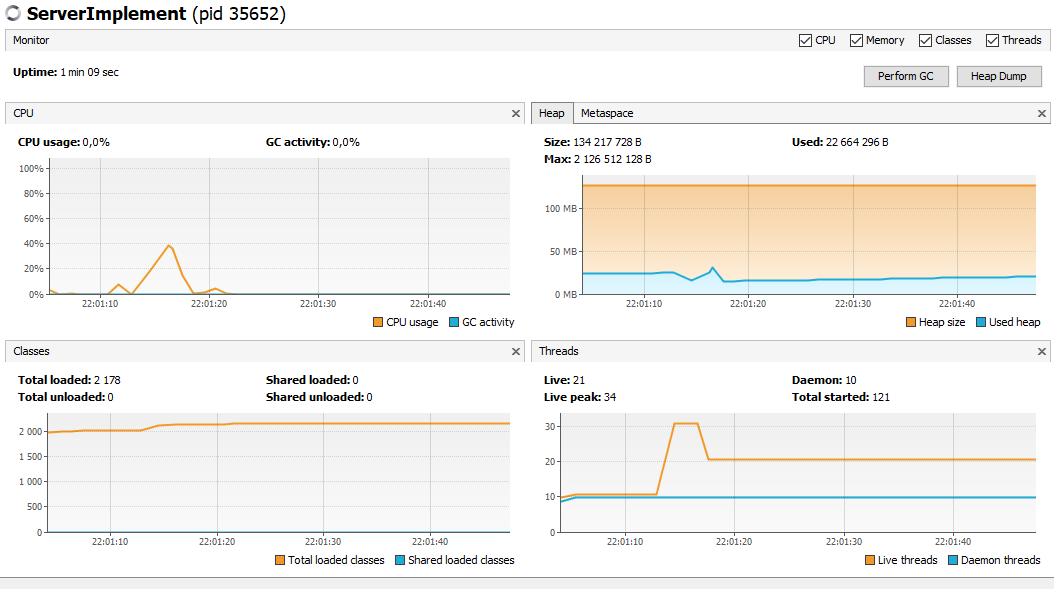 ServerImplement (pid 35652)
Monitor
CPU Memory Classes Threads
Uptime: 1 min 09 sec
Perform GC Heap Dump
CPU
CPU usage: 0,0% GC activity: 0,0%
100%
80%
60%
40%
20%
0%
22:01:10 22:01:20 22:01:30 22:01:40
CPU usage GC activity
Heap Metaspace
Size: 134 217 728 B Used: 22 664 296 B
Max: 2 126 512 128 B
100 MB
50 MB
0 MB
22:01:10 22:01:20 22:01:30 22:01:40
Heap size Used heap
Classes
Total loaded: 2 178 Shared loaded: 0
Total unloaded: 0 Shared unloaded: 0
2 000
1 500
1 000
500
0
22:01:10 22:01:20 22:01:30 22:01:40
Total loaded classes Shared loaded classes
Threads
Live: 21 Daemon: 10
Live peak: 34 Total started: 121
30
20
10
0
22:01:10 22:01:20 22:01:30 22:01:40
Live threads Daemon threads